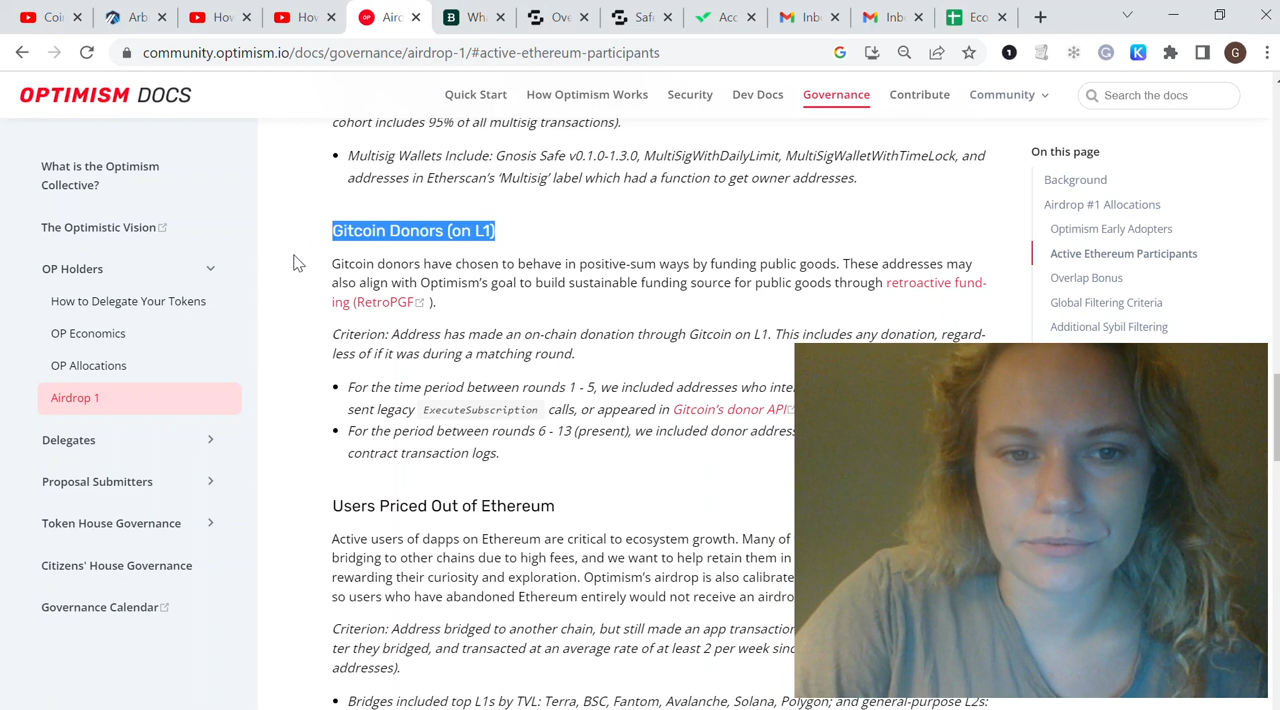 Coi
Arb
How
How
Airc
Wha
Ove
Safe
Acc
Inb
Inb
Eco
community.optimism.io/docs/governance/airdrop-1/#active-ethereum-participants
G
OPTIMISM DOCS
Quick Start
How Optimism Works
Security
Dev Docs
Governance
Contribute
Community
Search the docs
What is the Optimism
Collective?
The Optimistic Vision
OP Holders
How to Delegate Your Tokens
OP Economics
OP Allocations
Airdrop 1
Delegates
Proposal Submitters
Token House Governance
Citizens' House Governance
Governance Calendar
cohort includes 95% of all multisig transactions).
• Multisig Wallets Include: Gnosis Safe v0.1.0-1.3.0, MultiSigWithDailyLimit, MultiSigWalletWithTimeLock, and
addresses in Etherscan's 'Multisig' label which had a function to get owner addresses.
Gitcoin Donors (on L1)
Gitcoin donors have chosen to behave in positive-sum ways by funding public goods. These addresses may
also align with Optimism's goal to build sustainable funding source for public goods through retroactive fund-
ing (RetroPGF ).
Criterion: Address has made an on-chain donation through Gitcoin on L1. This includes any donation, regard-
less of if it was during a matching round.
• For the time period between rounds 1 - 5, we included addresses who inte
sent legacy ExecuteSubscription calls, or appeared in Gitcoin's donor API
• For the period between rounds 6 - 13 (present), we included donor address
contract transaction logs.
Users Priced Out of Ethereum
Active users of dapps on Ethereum are critical to ecosystem growth. Many of
bridging to other chains due to high fees, and we want to help retain them in
rewarding their curiosity and exploration. Optimism's airdrop is also calibrate
so users who have abandoned Ethereum entirely would not receive an airdro
Criterion: Address bridged to another chain, but still made an app transaction
ter they bridged, and transacted at an average rate of at least 2 per week sinc
addresses).
• Bridges included top L1s by TVL: Terra, BSC, Fantom, Avalanche, Solana, Polygon; and general-purpose L2s:
On this page
Background
Airdrop #1 Allocations
Optimism Early Adopters
Active Ethereum Participants
Overlap Bonus
Global Filtering Criteria
Additional Sybil Filtering